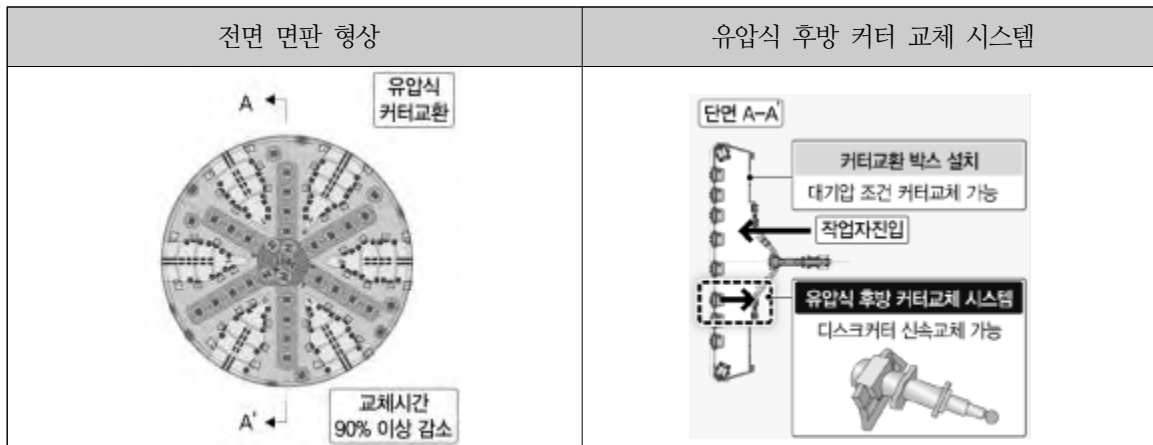 전면 면판 형상
유압식 후방 커터 교체 시스템
A
유압식
커터교환
A'
교체시간
90% 이상 감소
단면 A-A'
커터교환 박스 설치
대기압 조건 커터교체 가능
작업자진입
유압식 후방 커터교체 시스템
디스크커터 신속교체 가능